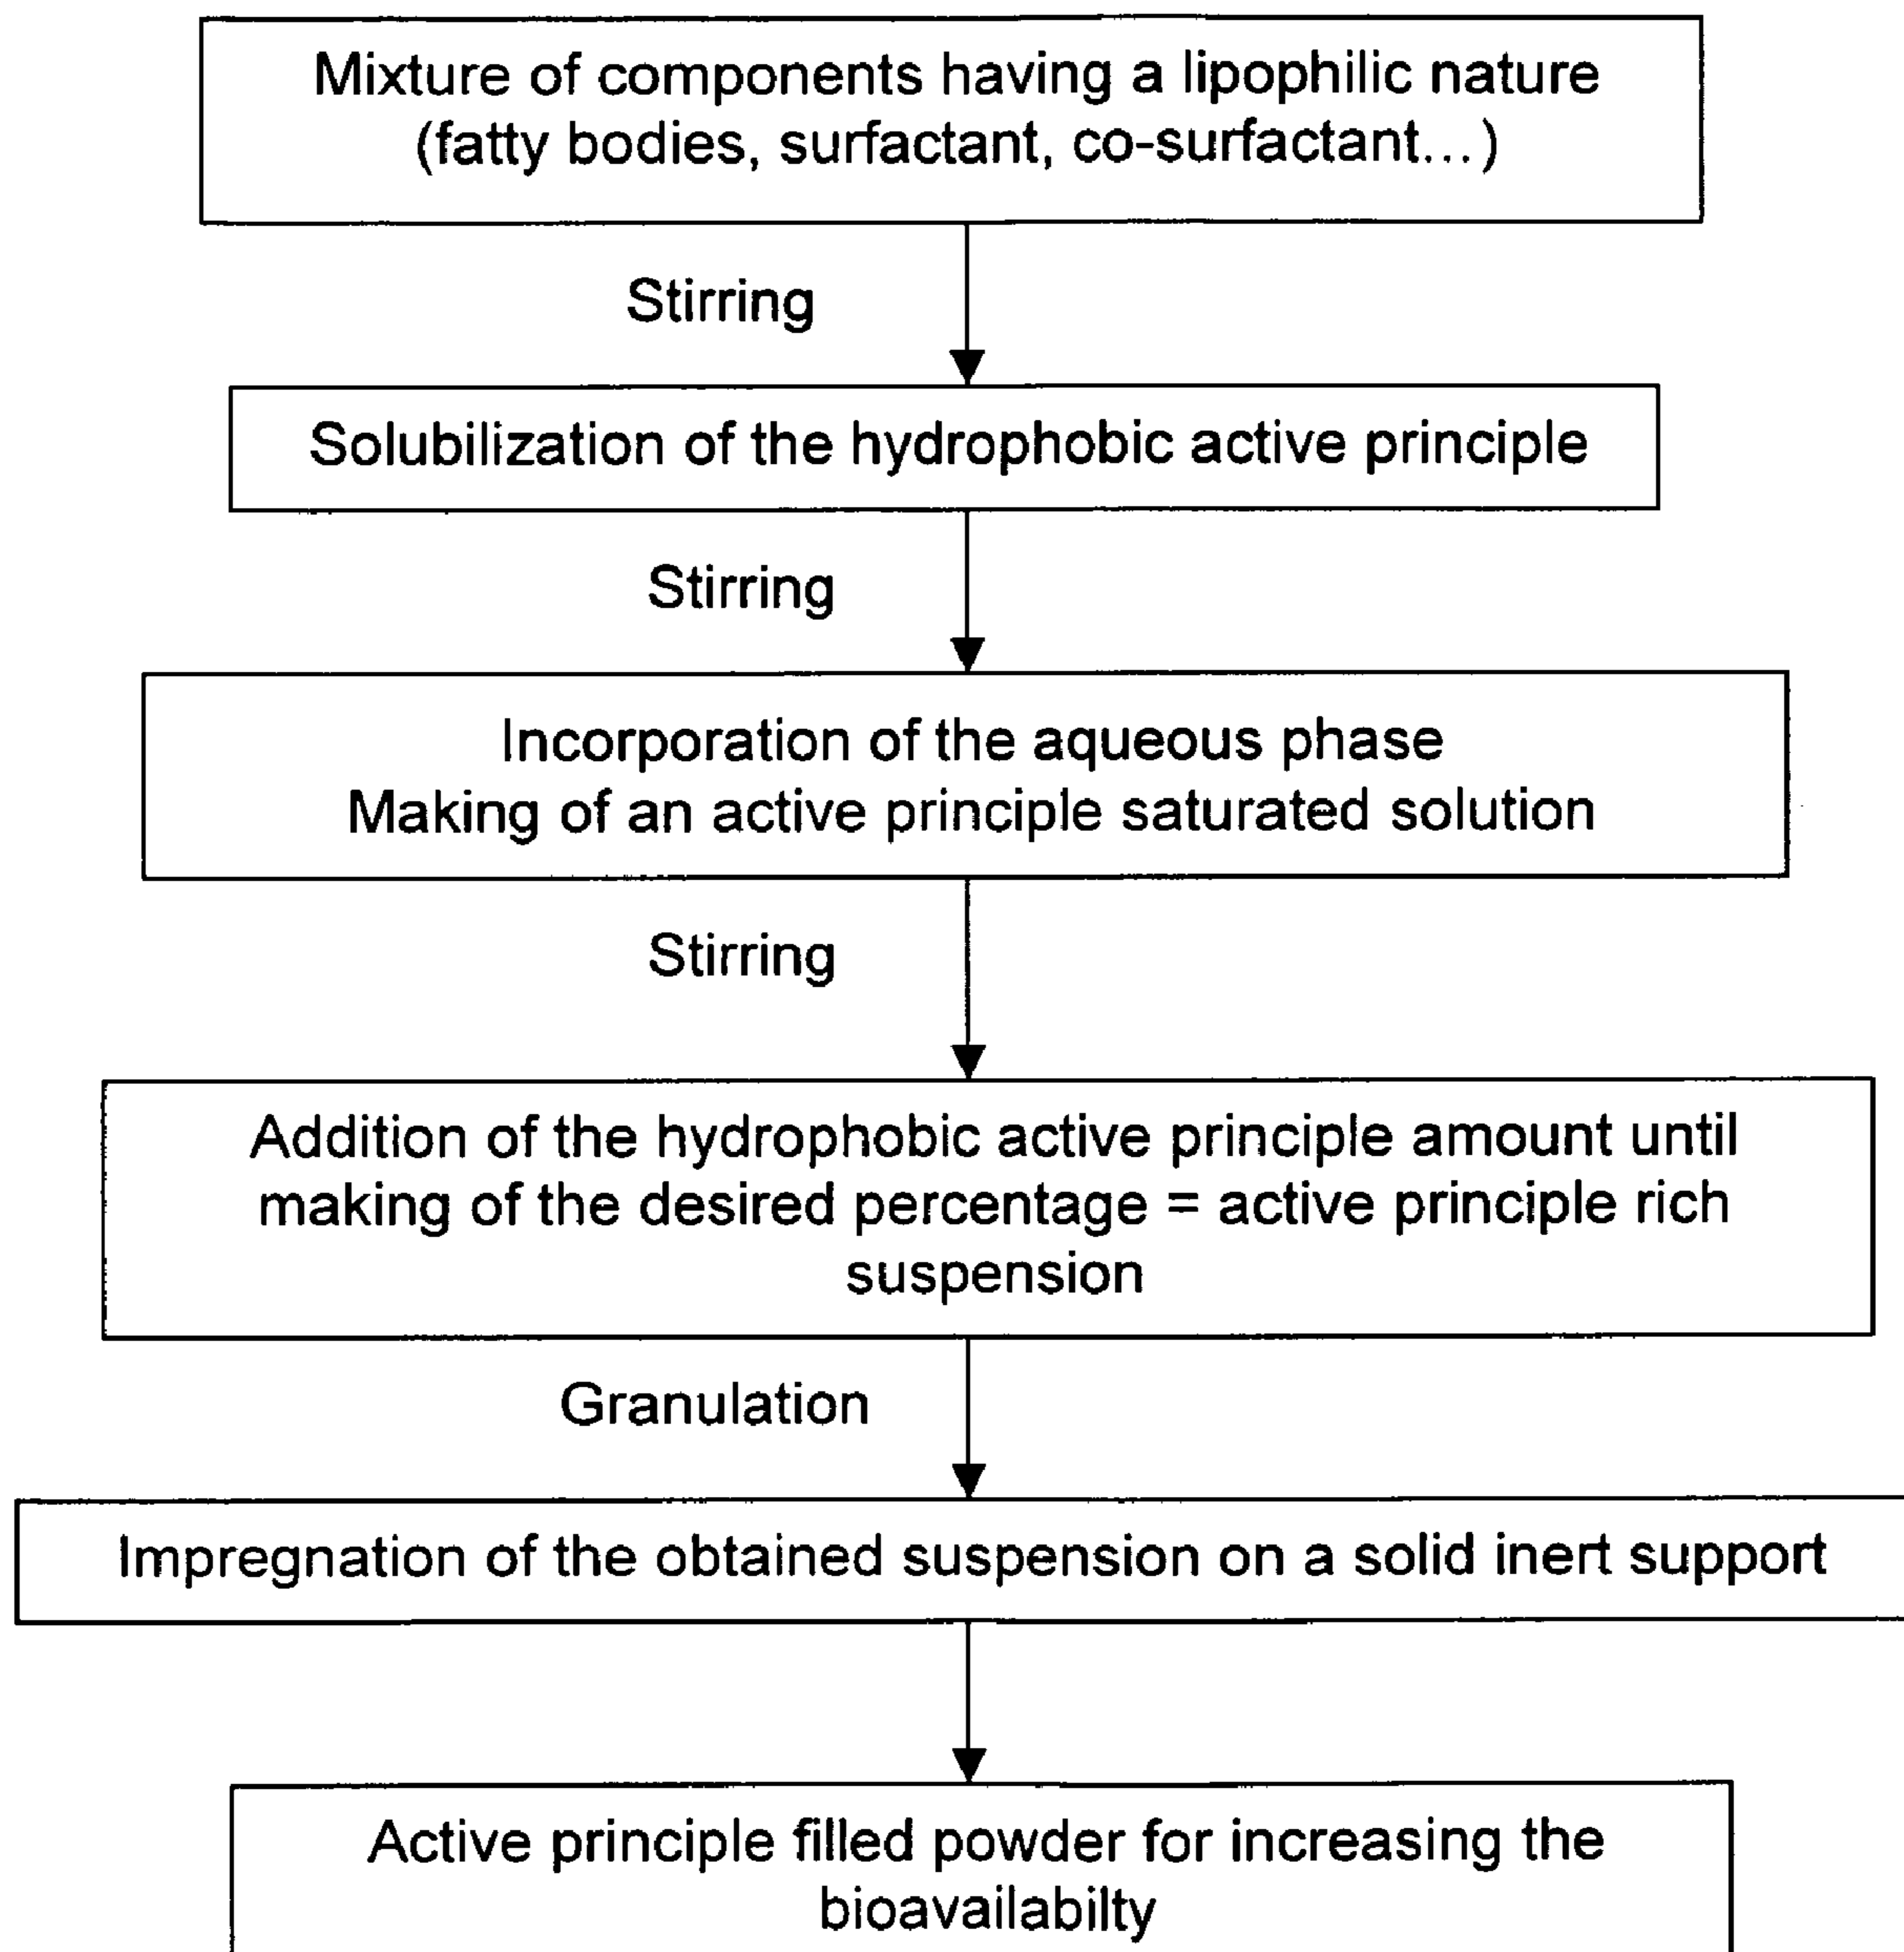 Mixture of components having a lipophilic nature
(fatty bodies, surfactant, co-surfactant...)
Stirring
Solubilization of the hydrophobic active principle
Stirring
Incorporation of the aqueous phase
Making of an active principle saturated solution
Stirring
Addition of the hydrophobic active principle amount until
making of the desired percentage = active principle rich
suspension
Granulation
Impregnation of the obtained suspension on a solid inert support
Active principle filled powder for increasing the
bioavailabilty